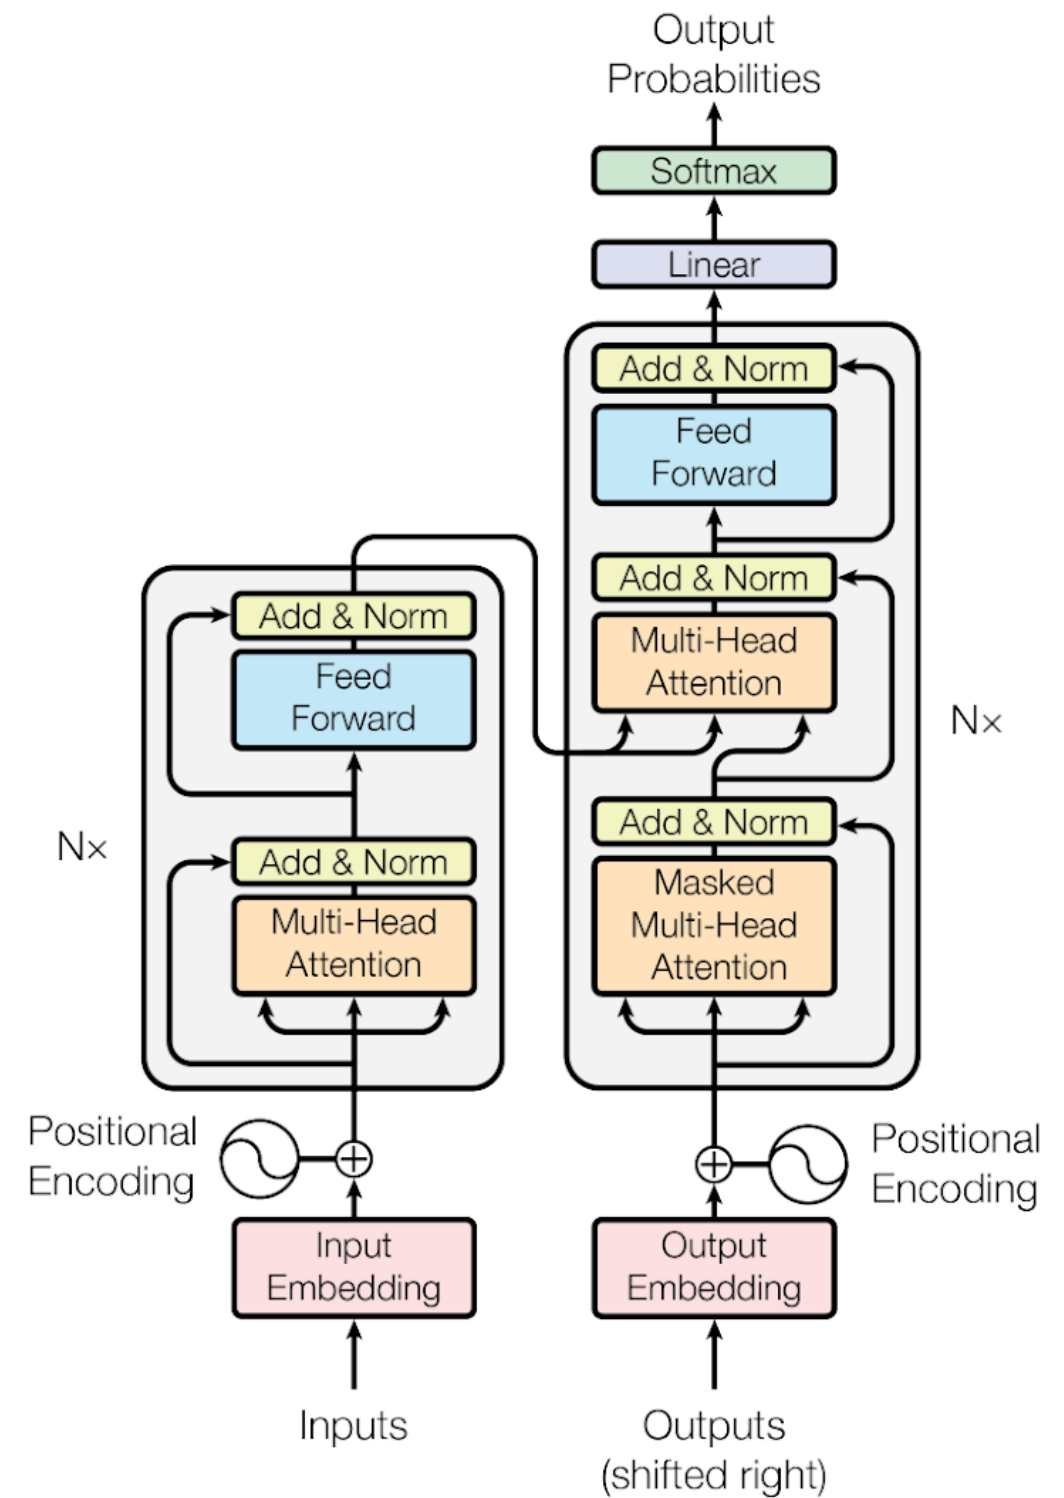 Output
Probabilities
Softmax
Linear
Add & Norm
Feed
Forward
Add & Norm
Multi-Head
Attention
Add & Norm
Masked
Multi-Head
Attention
N×
Add & Norm
Feed
Forward
Add & Norm
Multi-Head
Attention
N×
Positional
Encoding
Positional
Encoding
Input
Embedding
Output
Embedding
Inputs
Outputs
(shifted right)